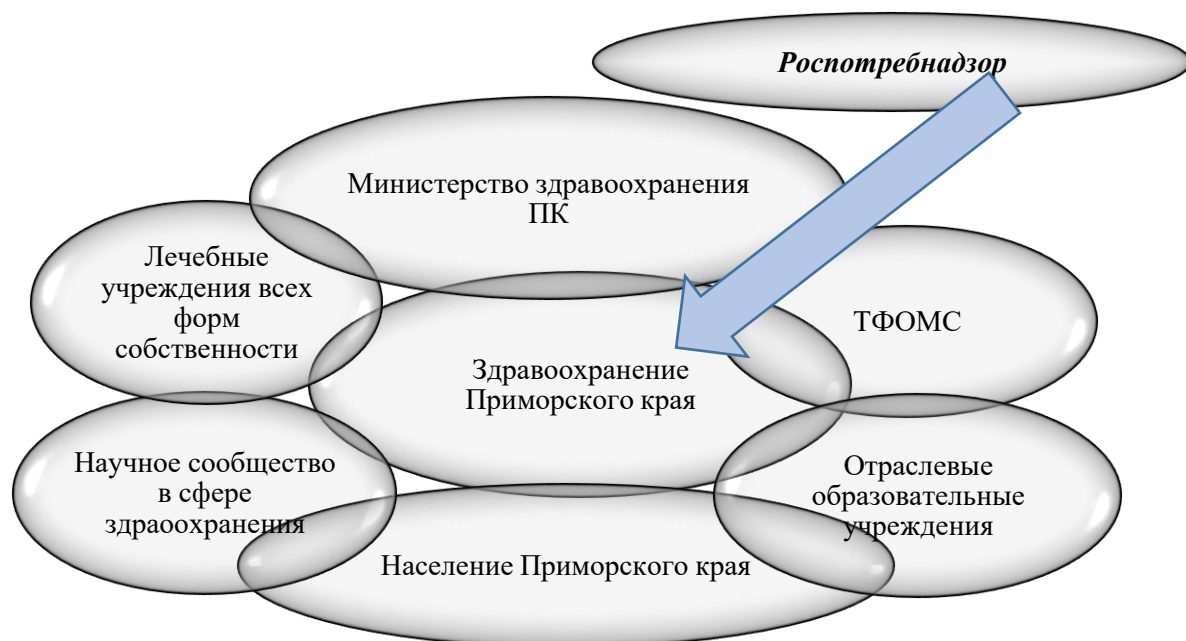 Роспотребнадзор
Министерство здравоохранения
ПК
Лечебные
учреждения всех
форм
собственности
ТФОМС
Здравоохранение
Приморского края
Научное сообщество
в сфере
здраоохранения
Отраслевые
образовательные
учреждения
Население Приморского края